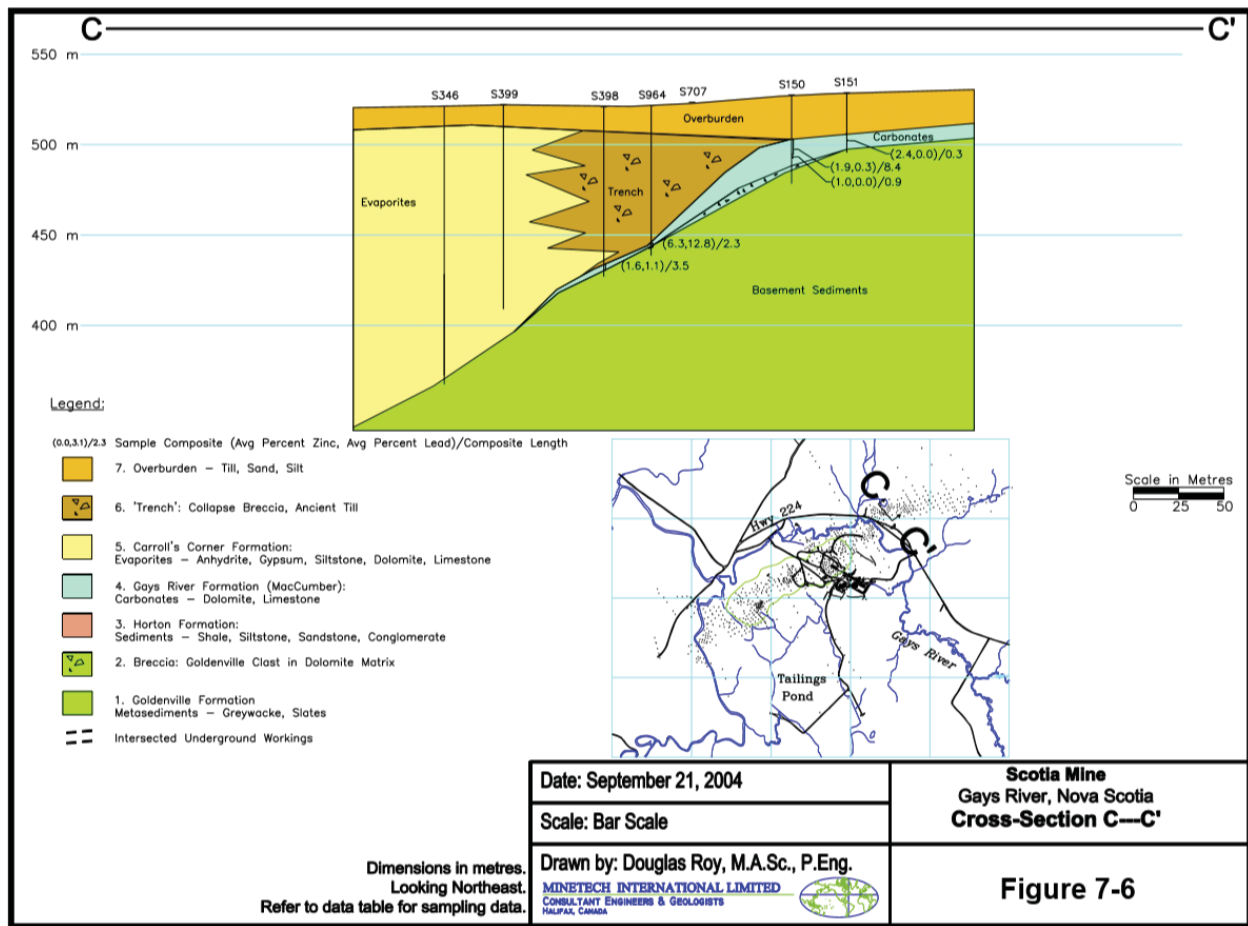 C C'
550 m
S346 S399 S398 S964 S707 S150 S151
Overburden
Carbonates
500 m
(2.4,0.0)/0.3
(1.9,0.3)/8.4
(1.0,0.0)/0.9
Trench
Evaporites
450 m
(6.3,12.8)/2.3
(1.6,1.1)/3.5
Basement Sediments
400 m
Legend:
(0.0,3.1)/2.3 Sample Composite (Avg Percent Zinc, Avg Percent Lead)/Composite Length
7. Overburden – Till, Sand, Silt
6. 'Trench': Collapse Breccia, Ancient Till
5. Carroll's Corner Formation:
Evaporites – Anhydrite, Gypsum, Siltstone, Dolomite, Limestone
4. Gays River Formation (MacCumber):
Carbonates – Dolomite, Limestone
3. Horton Formation:
Sediments – Shale, Siltstone, Sandstone, Conglomerate
2. Breccia: Goldenville Clast in Dolomite Matrix
1. Goldenville Formation
Metasediments – Greywacke, Slates
Intersected Underground Workings
C
Hwy 224
C'
Gays River
Tailings
Pond
Scale in Metres
0 25 50
Date: September 21, 2004
Scale: Bar Scale
Drawn by: Douglas Roy, M.A.Sc., P.Eng.
MINETECH INTERNATIONAL LIMITED
CONSULTANT ENGINEERS & GEOLOGISTS
HALIFAX, CANADA
Scotia Mine
Gays River, Nova Scotia
Cross-Section C---C'
Figure 7-6
Dimensions in metres.
Looking Northeast.
Refer to data table for sampling data.